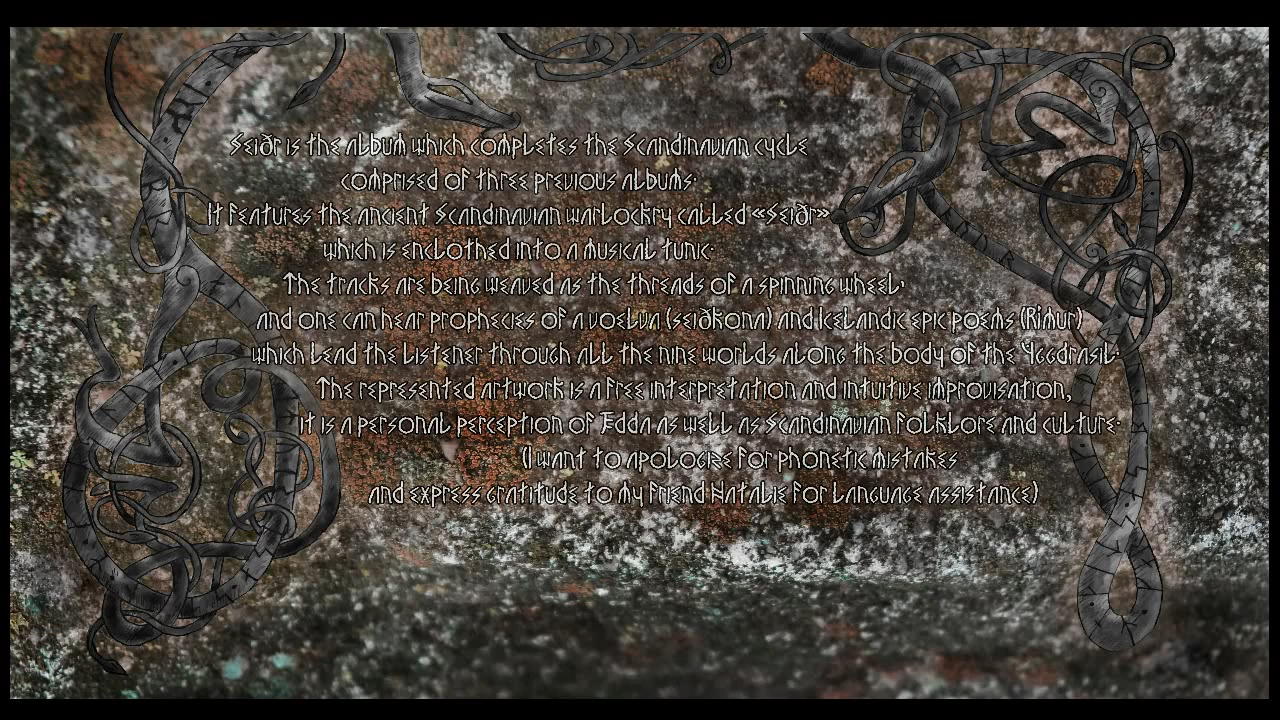 Seiðr is the album which completes the Scandinavian cycle
comprised of three previous albums.
It features the ancient Scandinavian warlockry called «Seiðr»
which is enclothed into a musical tunic.
The tracks are being weaved as the threads of a spinning wheel,
and one can hear prophecies of a voelva (seiðkona) and Icelandic epic poems (Rímur)
which lead the listener through all the nine worlds along the body of the Yggdrasil.
The represented artwork is a free interpretation and intuitive improvisation,
it is a personal perception of Edda as well as Scandinavian folklore and culture.
(I want to apologize for phonetic mistakes
and express gratitude to my friend Natalie for language assistance)